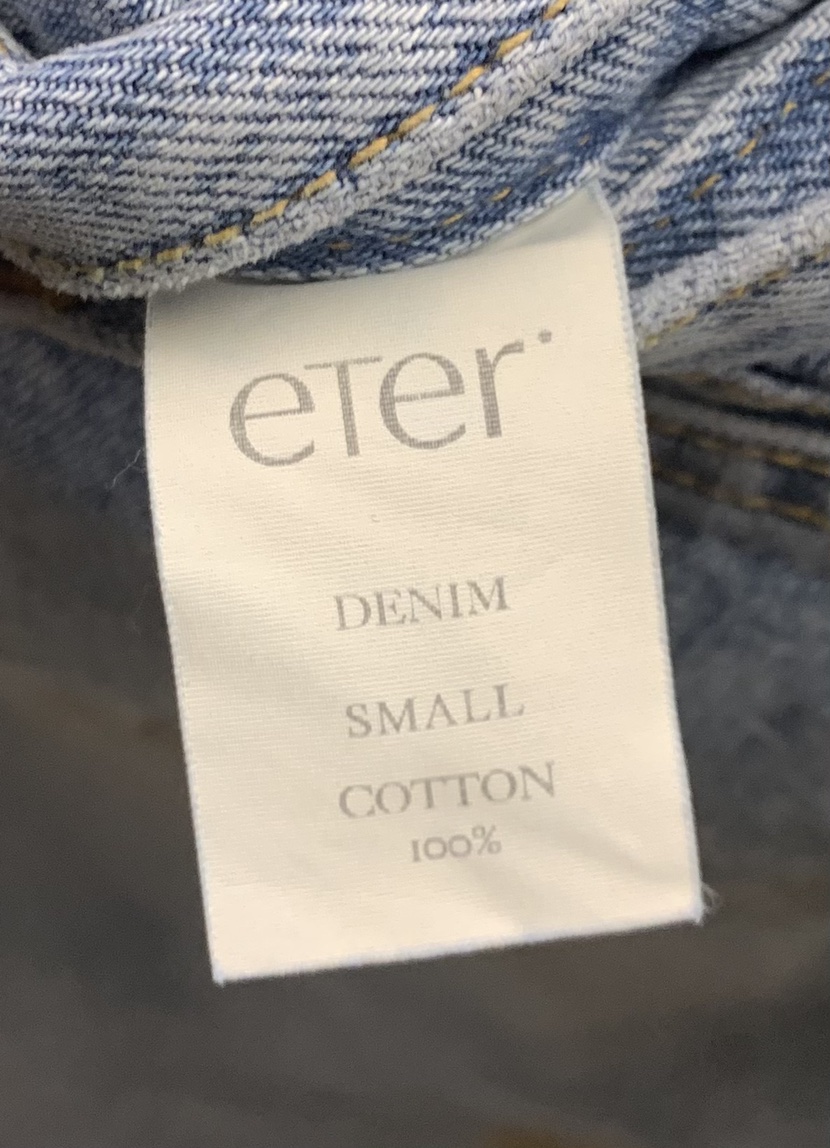 eTer
DENIM
SMALL
COTTON
100%